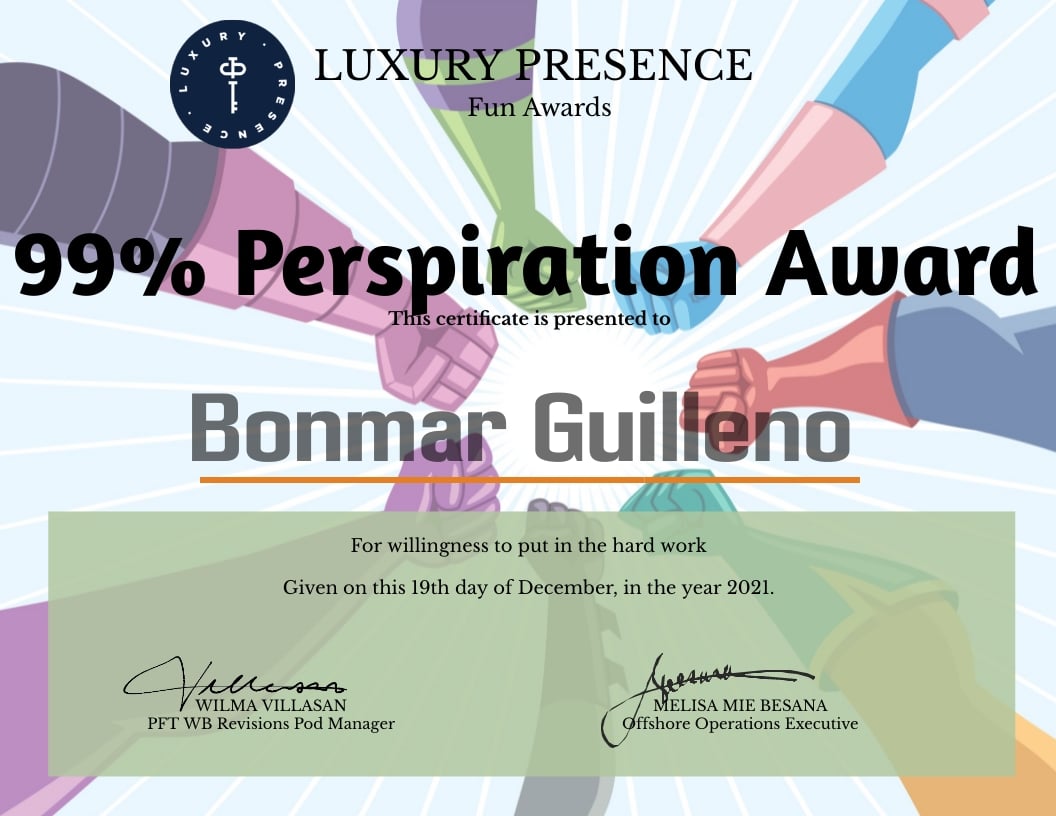 LUXURY · PRESENCE ·
LUXURY PRESENCE
Fun Awards
99% Perspiration Award
This certificate is presented to
Bonmar Guilleno
For willingness to put in the hard work
Given on this 19th day of December, in the year 2021.
Villasan
WILMA VILLASAN
PFT WB Revisions Pod Manager
MELISA MIE BESANA
Offshore Operations Executive